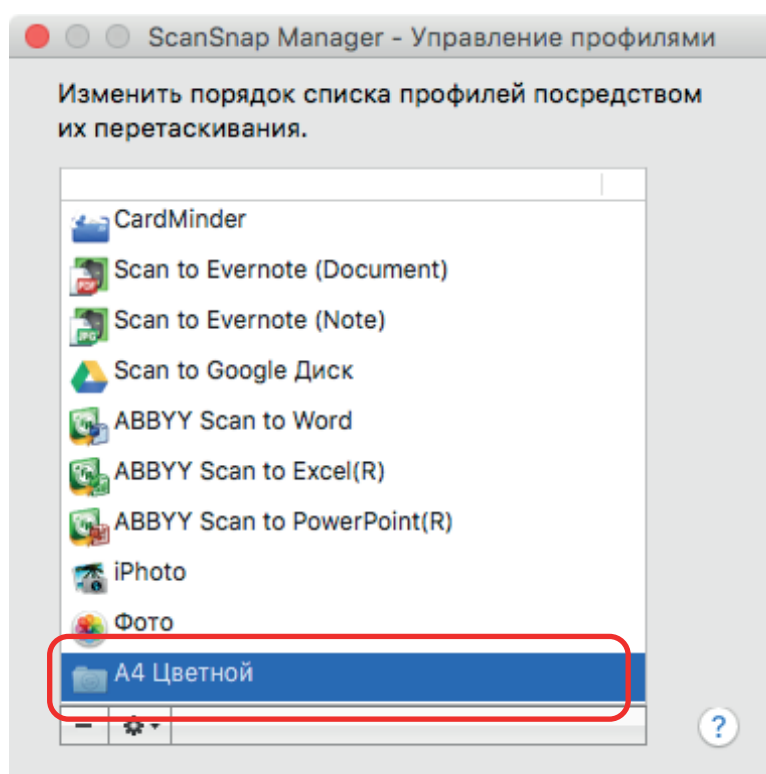 ScanSnap Manager - Управление профилями
Изменить порядок списка профилей посредством
их перетаскивания.
CardMinder
Scan to Evernote (Document)
Scan to Evernote (Note)
Scan to Google Диск
ABBYY Scan to Word
ABBYY Scan to Excel(R)
ABBYY Scan to PowerPoint(R)
iPhoto
Фото
A4 Цветной
?